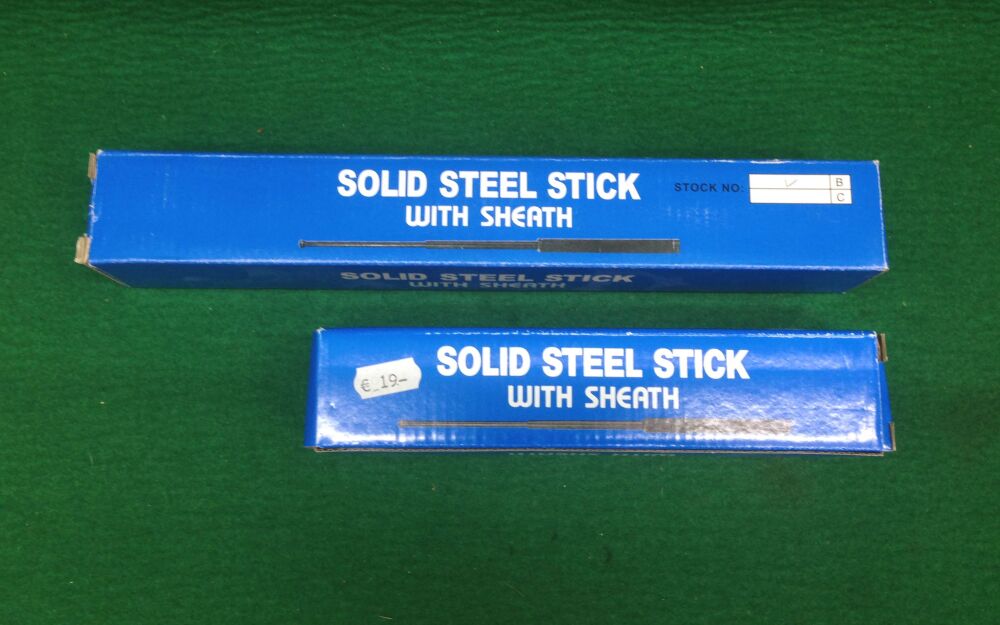 SOLID STEEL STICK
STOCK NO:
B
WITH SHEATH
C
SOLID STEEL STICK
WITH SHEATH
SOLID STEEL STICK
€ 19.-
WITH SHEATH